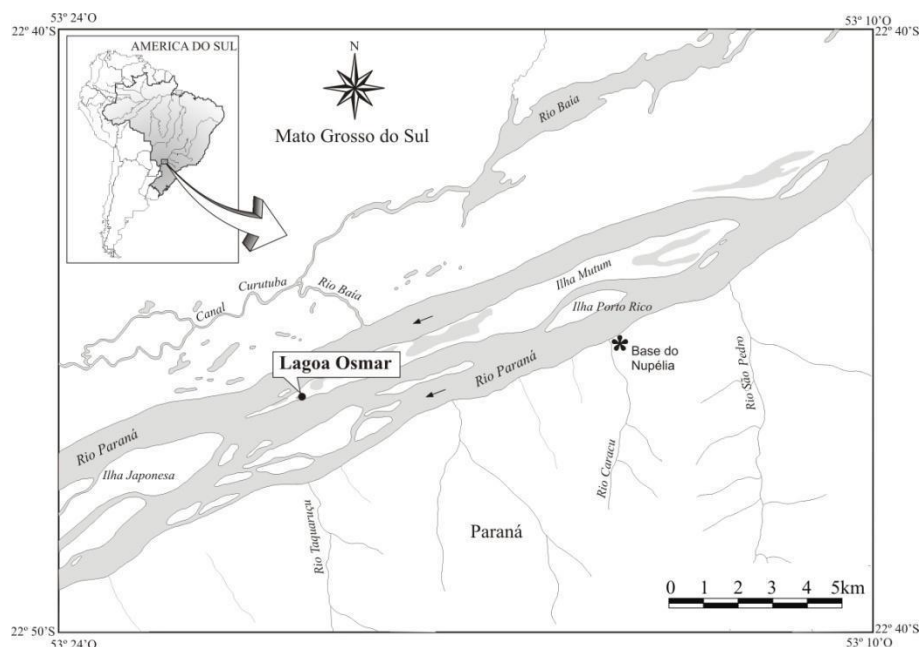 53° 24’O
53° 10’O
22° 40’S
22° 40’S
AMERICA DO SUL
N
Mato Grosso do Sul
Rio Baía
Canal Curutuba
Rio Baía
Ilha Mutum
Ilha Porto Rico
Lagoa Osmar
Base do
Nupélia
Rio Paraná
Rio São Pedro
Rio Paraná
Ilha Japonesa
Rio Caracu
Rio Taquaruçu
Paraná
0 1 2 3 4 5km
22° 50’S
22° 40’S
53° 24’O
53° 10’O